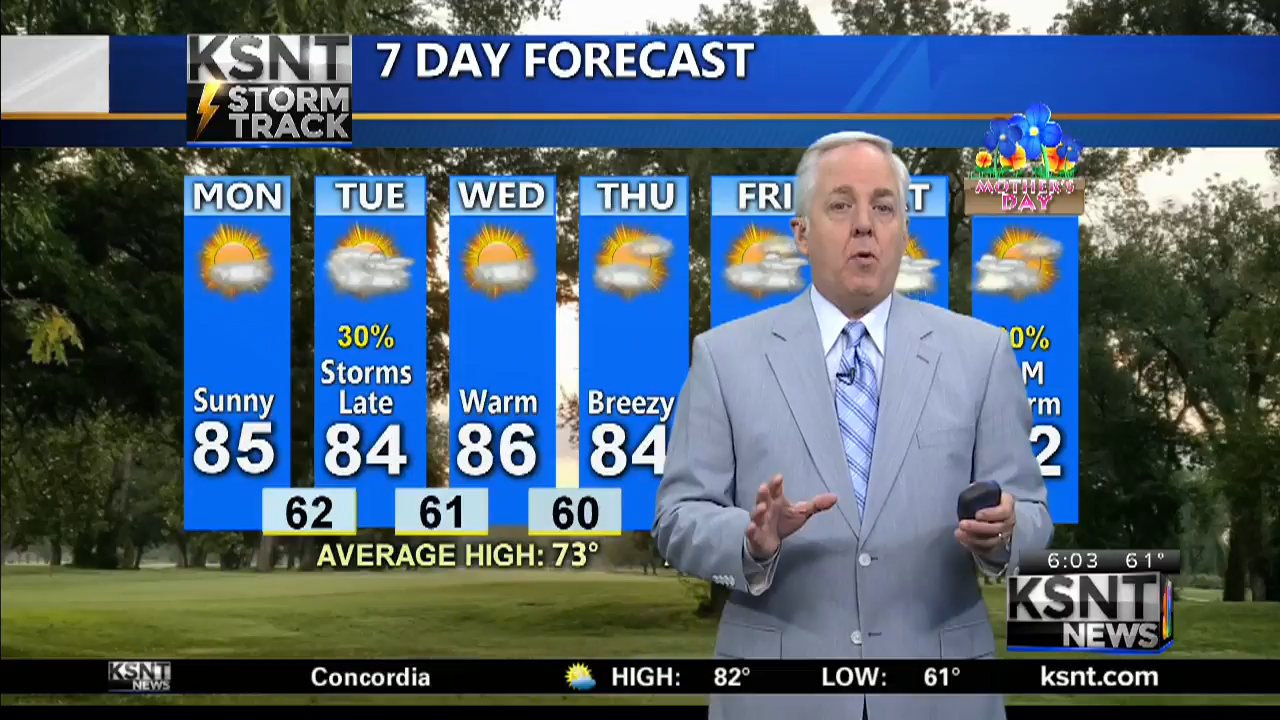 KSNT
STORM
TRACK
7 DAY FORECAST
MON
TUE
WED
THU
FRI
MOTHER'S
DAY
30%
Storms
Late
Sunny
Warm
Breezy
85
84
86
84
62
61
60
AVERAGE HIGH: 73°
6:03 61°
KSNT
NEWS
KSNT
NEWS
Concordia
HIGH: 82°
LOW: 61°
ksnt.com